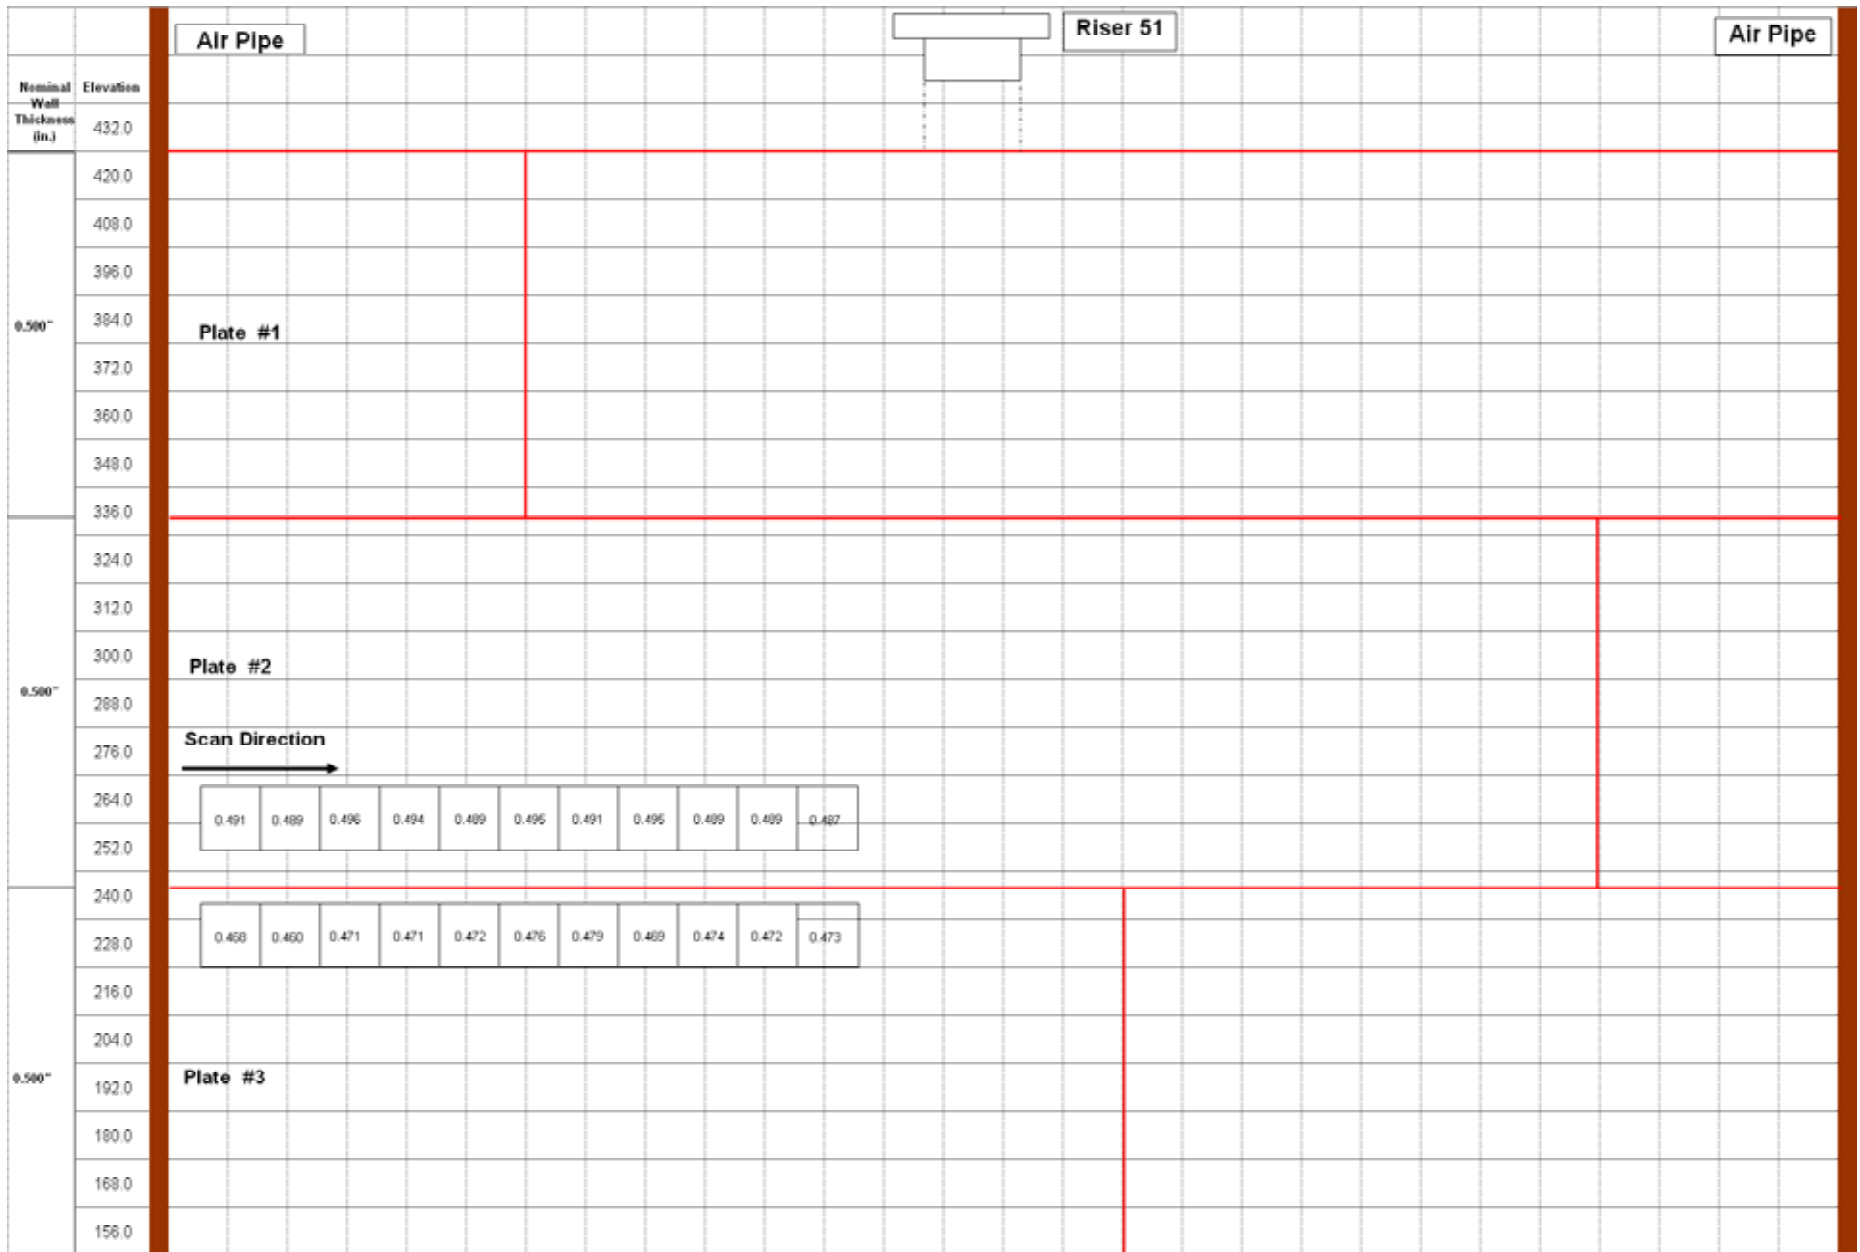 Air Pipe
Riser 51
Air Pipe
Nominal
Wall
Thickness
(in.)
Elevation
432.0
420.0
408.0
396.0
0.500"
384.0
Plate #1
372.0
360.0
348.0
336.0
324.0
312.0
300.0
Plate #2
0.500"
288.0
Scan Direction
276.0
264.0
0.491 0.489 0.496 0.494 0.489 0.495 0.491 0.495 0.489 0.489 0.487
252.0
240.0
0.468 0.460 0.471 0.471 0.472 0.476 0.479 0.469 0.474 0.472 0.473
228.0
216.0
204.0
0.500"
Plate #3
192.0
180.0
168.0
156.0